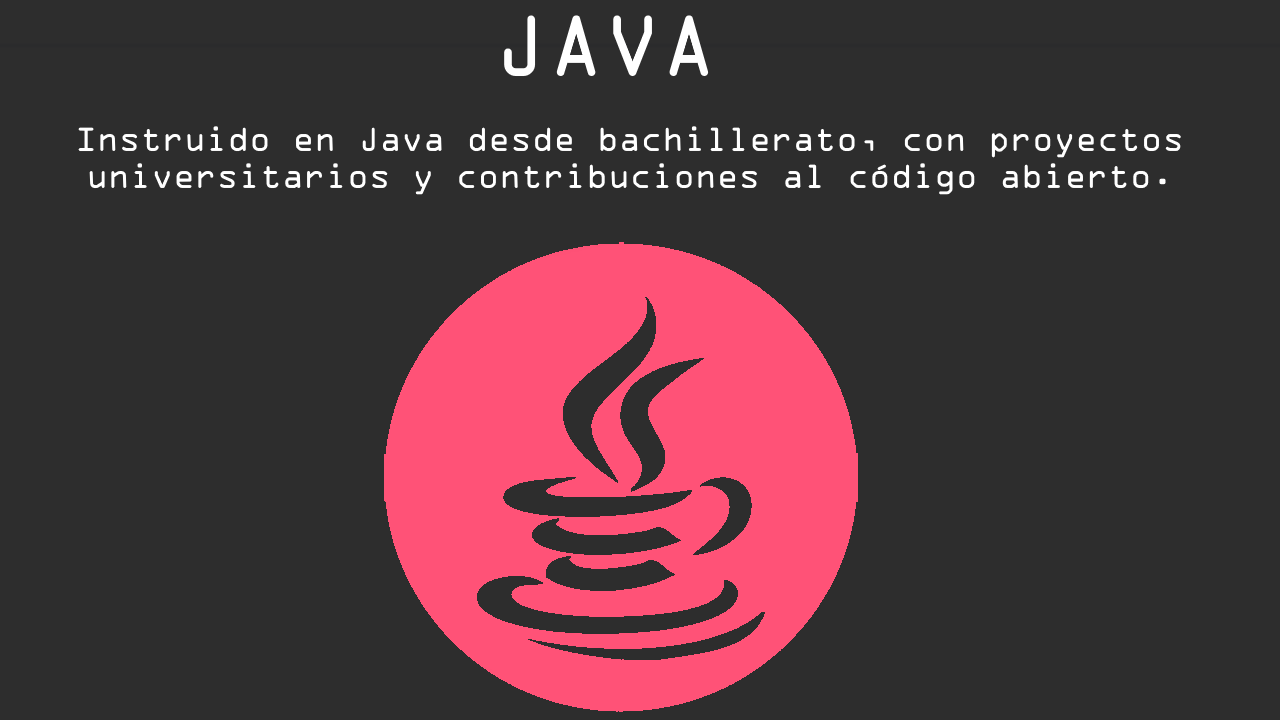 JAVA
Instruido en Java desde bachillerato, con proyectos
universitarios y contribuciones al código abierto.